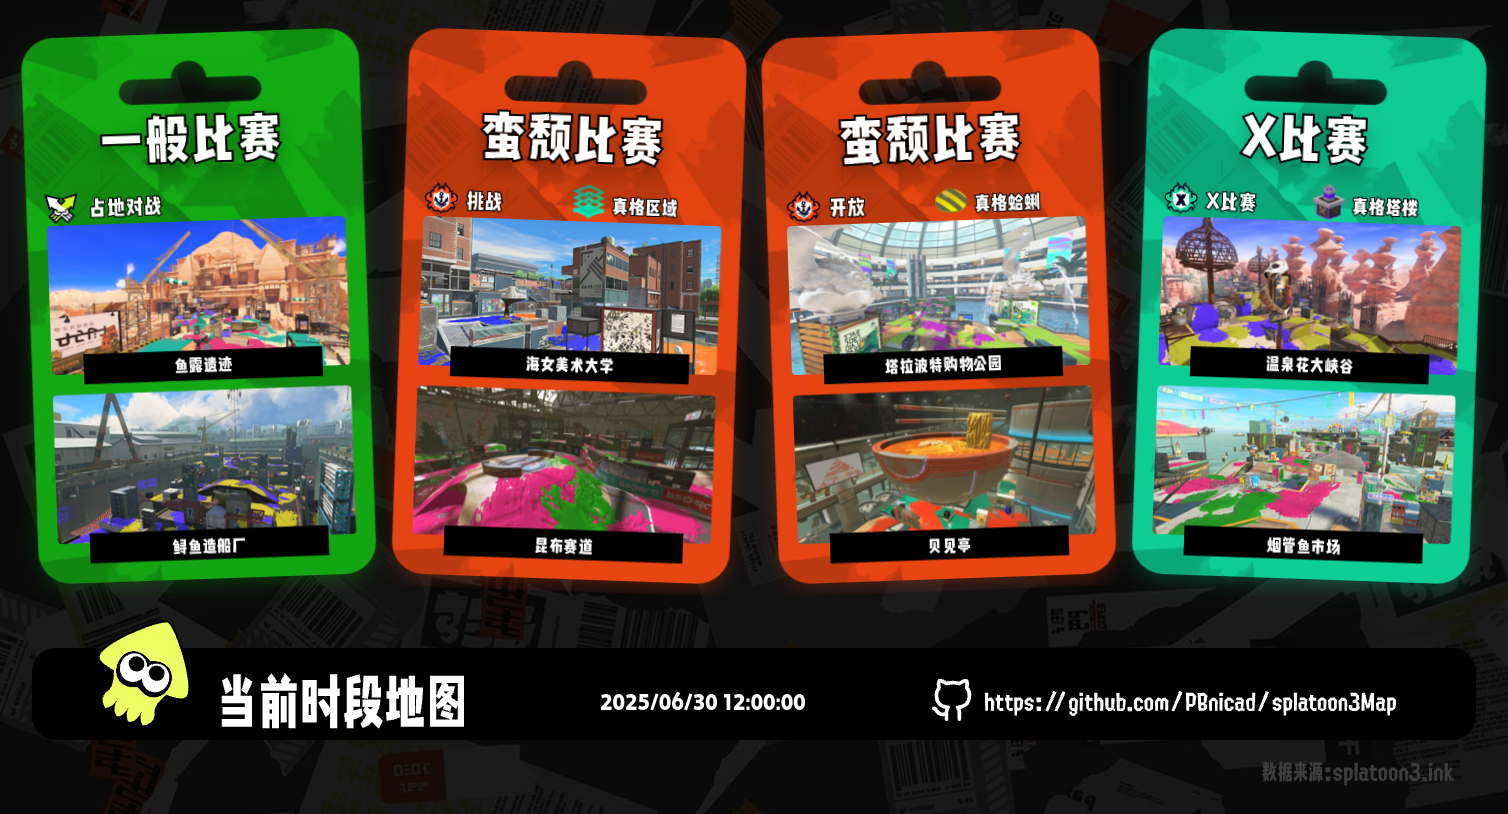 一般比赛
占地对战
鱼露遗迹
鲟鱼造船厂
蛮颓比赛
挑战
真格区域
海女美术大学
昆布赛道
蛮颓比赛
开放
真格蛤蜊
塔拉波特购物公园
贝见亭
X比赛
X比赛
真格塔楼
温泉花大峡谷
烟管鱼市场
当前时段地图
2025/06/30 12:00:00
https://github.com/PBnicad/splatoon3Map
数据来源:splatoon3.ink